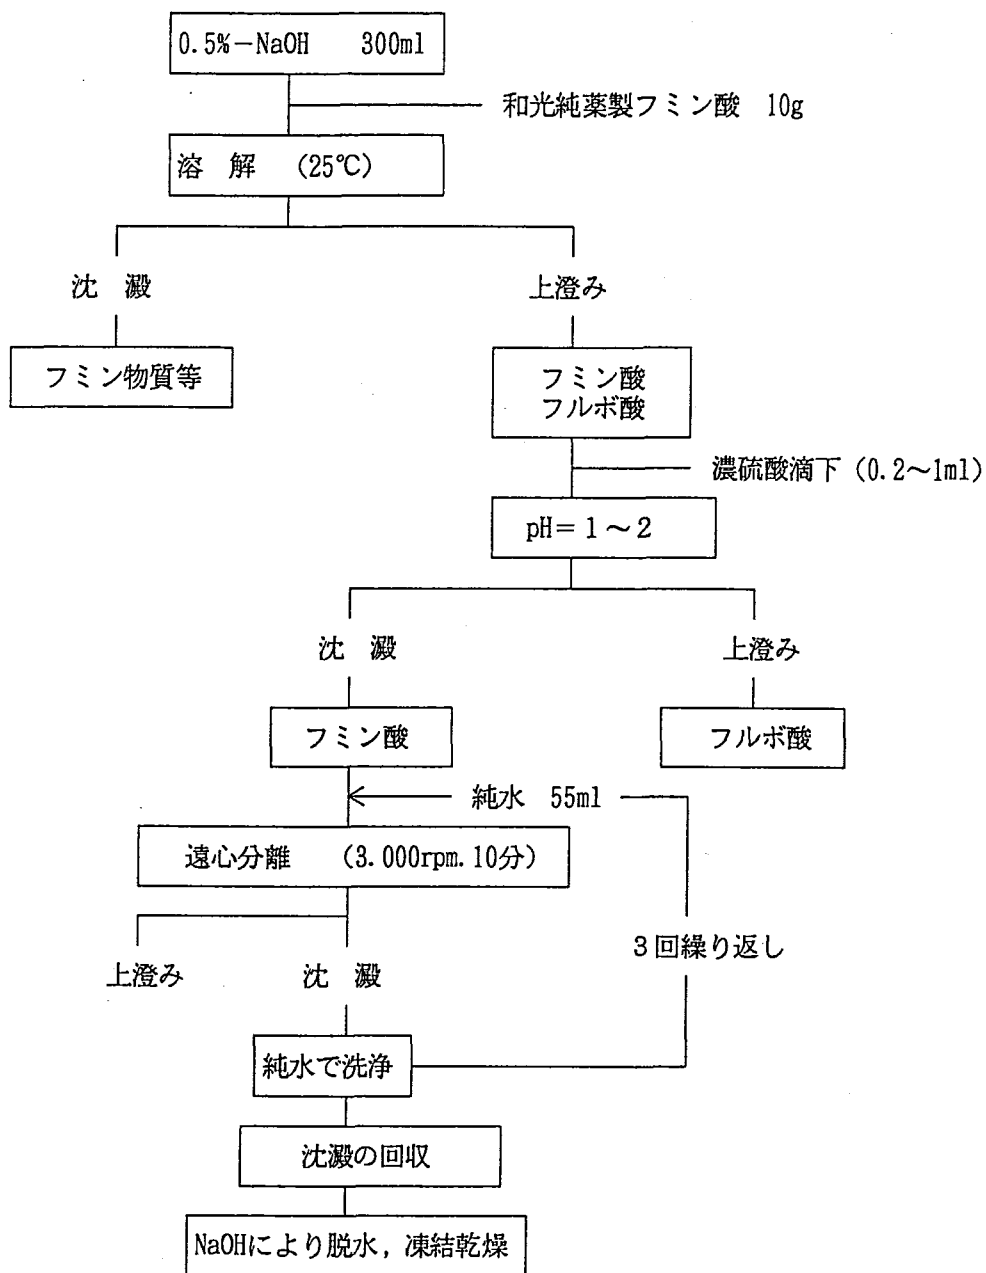 0.5%－NaOH　300ml
和光純薬製フミン酸　10g
溶　解　（25℃）
沈　澱
上澄み
フミン物質等
フミン酸
フルボ酸
濃硫酸滴下（0.2～1ml）
pH＝１～２
沈　澱
上澄み
フミン酸
フルボ酸
純水　55ml
遠心分離　（3.000rpm.10分）
３回繰り返し
上澄み
沈　澱
純水で洗浄
沈澱の回収
NaOHにより脱水，凍結乾燥